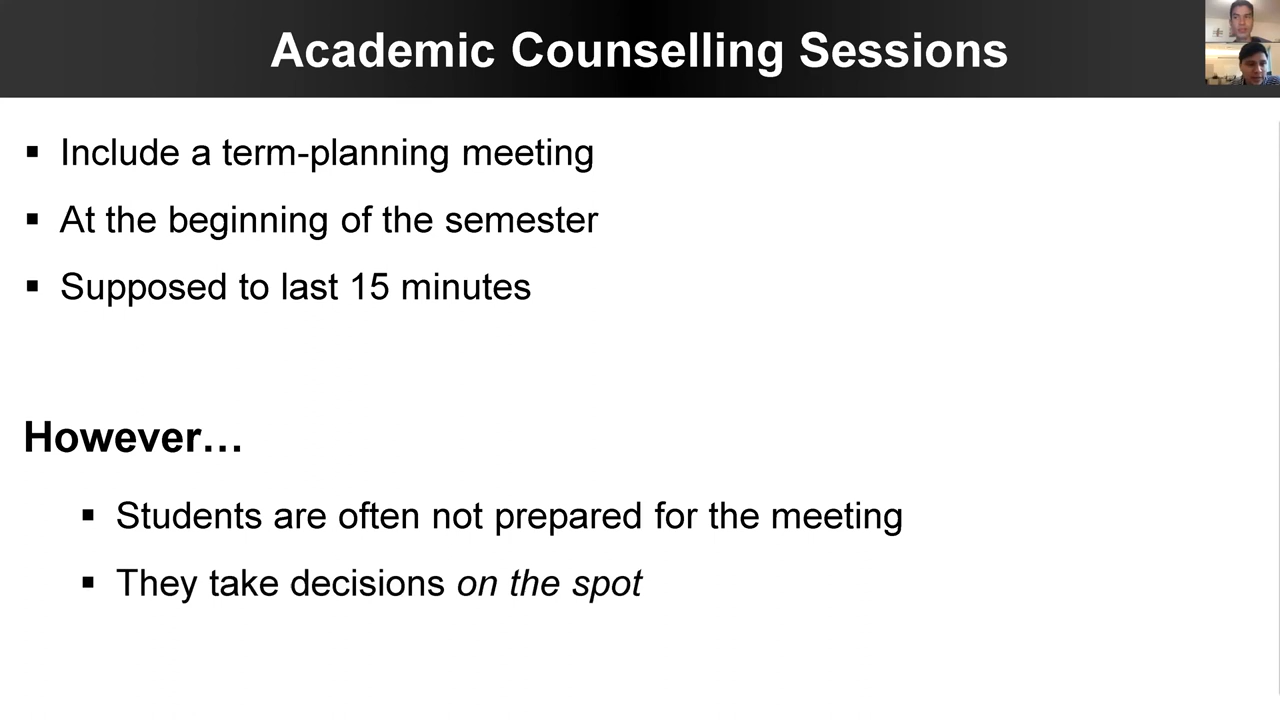 Academic Counselling Sessions
▪ Include a term-planning meeting
▪ At the beginning of the semester
▪ Supposed to last 15 minutes
However…
▪ Students are often not prepared for the meeting
▪ They take decisions on the spot